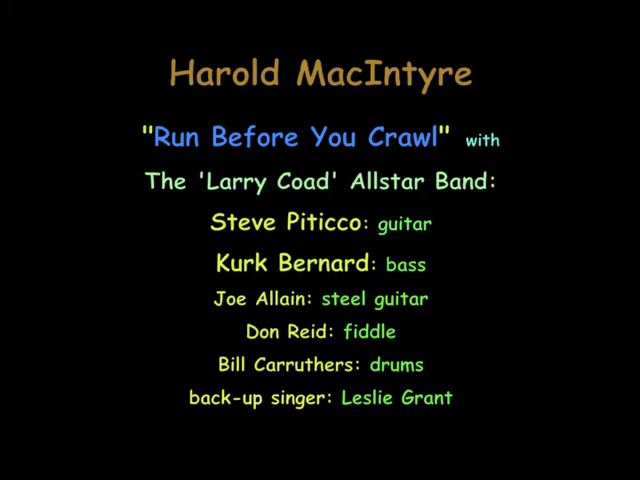 Harold MacIntyre
"Run Before You Crawl" with
The 'Larry Coad' Allstar Band:
Steve Piticco: guitar
Kurk Bernard: bass
Joe Allain: steel guitar
Don Reid: fiddle
Bill Carruthers: drums
back-up singer: Leslie Grant